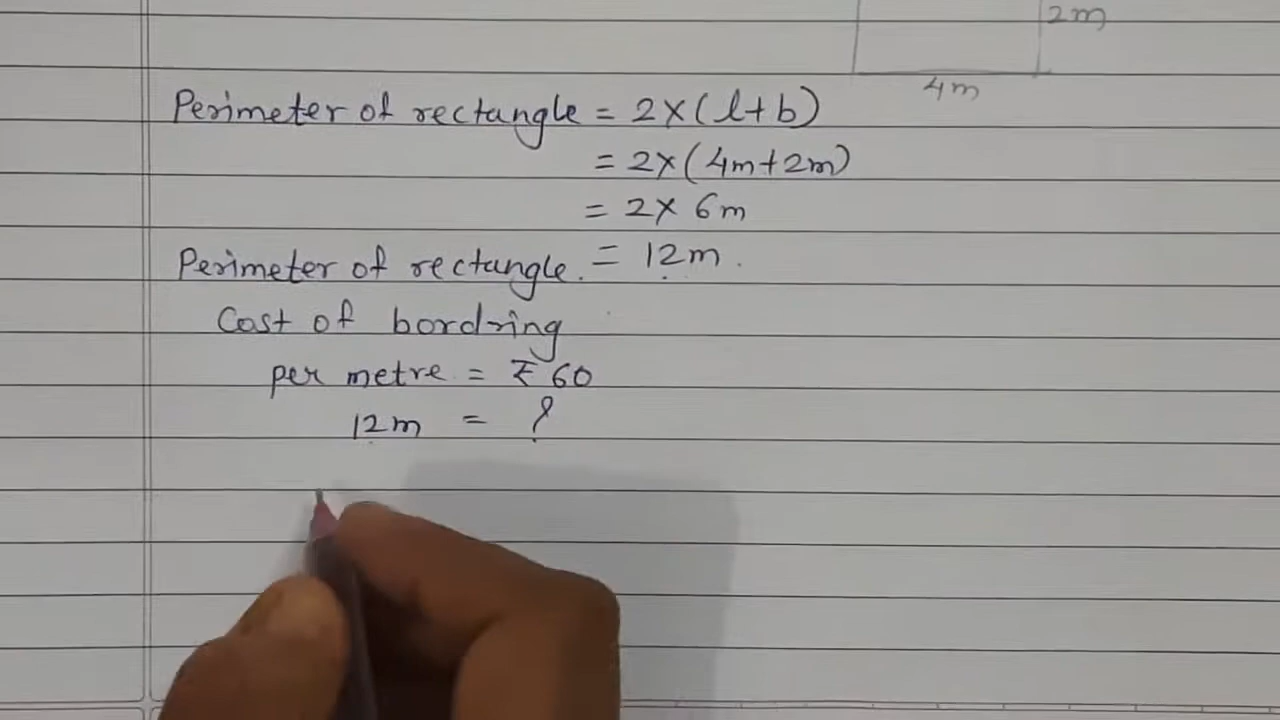 2m
4m
Perimeter of rectangle = 2×(l+b)
= 2×(4m+2m)
= 2× 6m
Perimeter of rectangle. = 12m.
Cost of bordring
per metre = ₹60
12m = ?